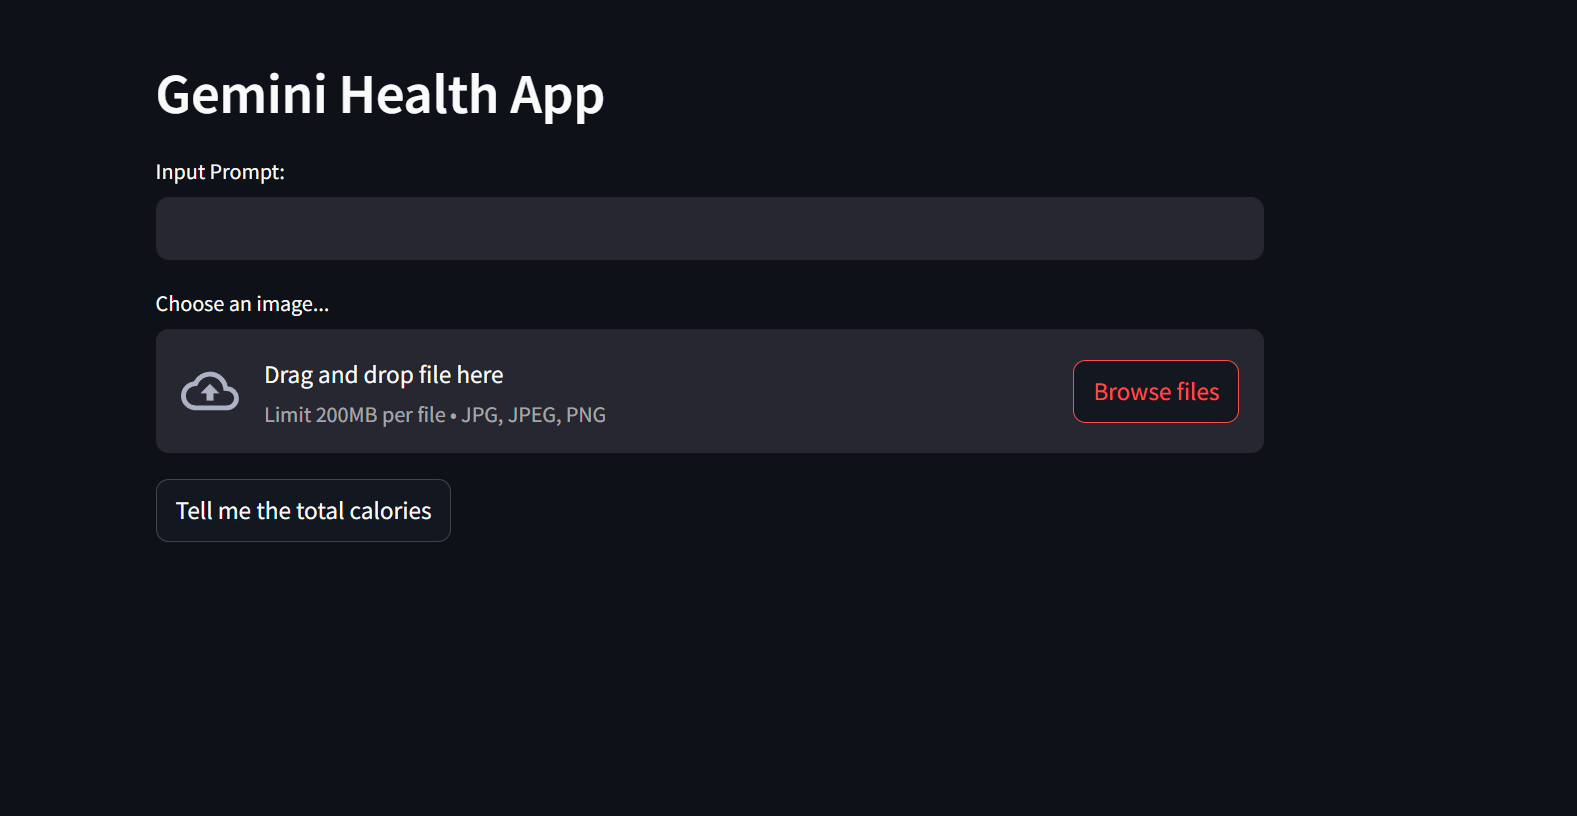 Gemini Health App
Input Prompt:
Choose an image...
Drag and drop file here
Limit 200MB per file • JPG, JPEG, PNG
Browse files
Tell me the total calories